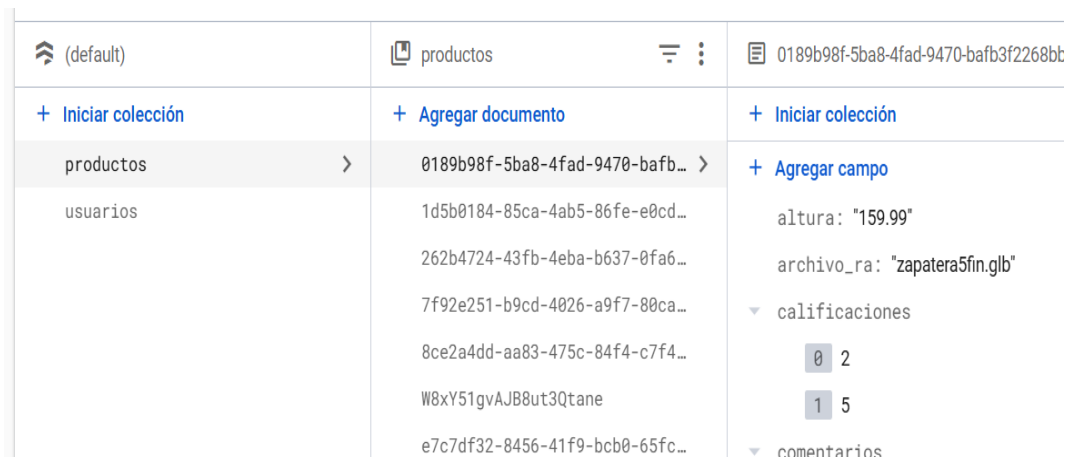 (default)
+ Iniciar colección
productos
usuarios
productos
+ Agregar documento
0189b98f-5ba8-4fad-9470-bafb…
1d5b0184-85ca-4ab5-86fe-e0cd…
262b4724-43fb-4eba-b637-0fa6…
7f92e251-b9cd-4026-a9f7-80ca…
8ce2a4dd-aa83-475c-84f4-c7f4…
W8xY51gvAJB8ut3Qtane
e7c7df32-8456-41f9-bcb0-65fc…
0189b98f-5ba8-4fad-9470-bafb3f2268bb
+ Iniciar colección
+ Agregar campo
altura: "159.99"
archivo_ra: "zapatera5fin.glb"
calificaciones
0 2
1 5
comentarios